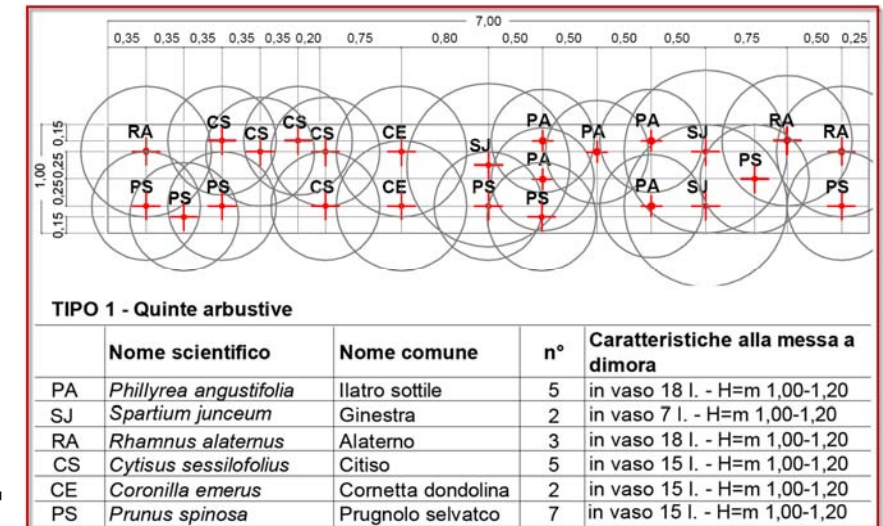 7,00
0,35 0,35 0,35 0,35 0,35 0,20 0,75 0,80 0,50 0,50 0,50 0,50 0,75 0,50 0,25
1,00
0,15 0,25 0,25 0,15
RA CS CS CS CS CE SJ PA PA PA SJ RA RA
PA PS
PS PS PS CS CE PS PS PA SJ PS
TIPO 1 - Quinte arbustive
Nome scientifico Nome comune n° Caratteristiche alla messa a dimora
PA Phillyrea angustifolia Ilatro sottile 5 in vaso 18 l. - H=m 1,00-1,20
SJ Spartium junceum Ginestra 2 in vaso 7 l. - H=m 1,00-1,20
RA Rhamnus alaternus Alaterno 3 in vaso 18 l. - H=m 1,00-1,20
CS Cytisus sessilofolius Citiso 5 in vaso 15 l. - H=m 1,00-1,20
CE Coronilla emerus Cornetta dondolina 2 in vaso 15 l. - H=m 1,00-1,20
PS Prunus spinosa Prugnolo selvatco 7 in vaso 15 l. - H=m 1,00-1,20